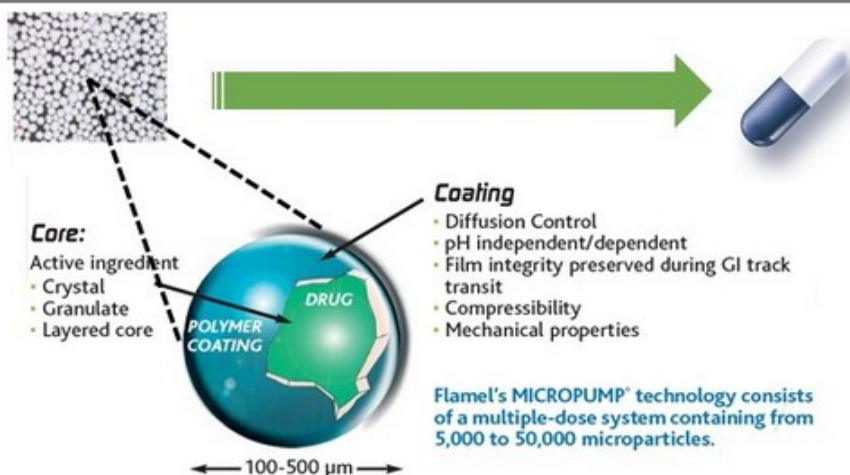 Core:
Active ingredient
• Crystal
• Granulate
• Layered core
POLYMER
COATING
DRUG
Coating
• Diffusion Control
• pH independent/dependent
• Film integrity preserved during GI track
transit
• Compressibility
• Mechanical properties
Flamel's MICROPUMP® technology consists
of a multiple-dose system containing from
5,000 to 50,000 microparticles.
100-500 µm